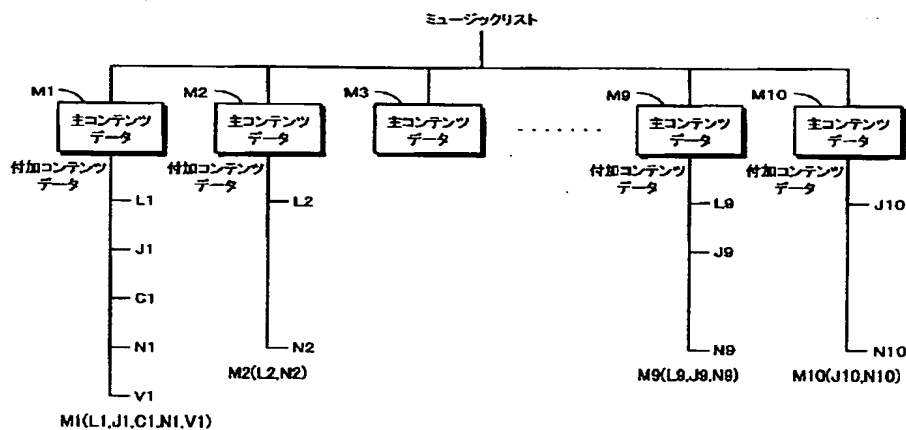 ミュージックリスト
M1
M2
M3
M9
M10
主コンテンツ
データ
主コンテンツ
データ
主コンテンツ
データ
........
主コンテンツ
データ
主コンテンツ
データ
付加コンテンツ
データ
付加コンテンツ
データ
付加コンテンツ
データ
付加コンテンツ
データ
L1
J1
C1
N1
V1
M1(L1,J1,C1,N1,V1)
L2
N2
M2(L2,N2)
L9
J9
N9
M9(L9,J9,N9)
J10
N10
M10(J10,N10)